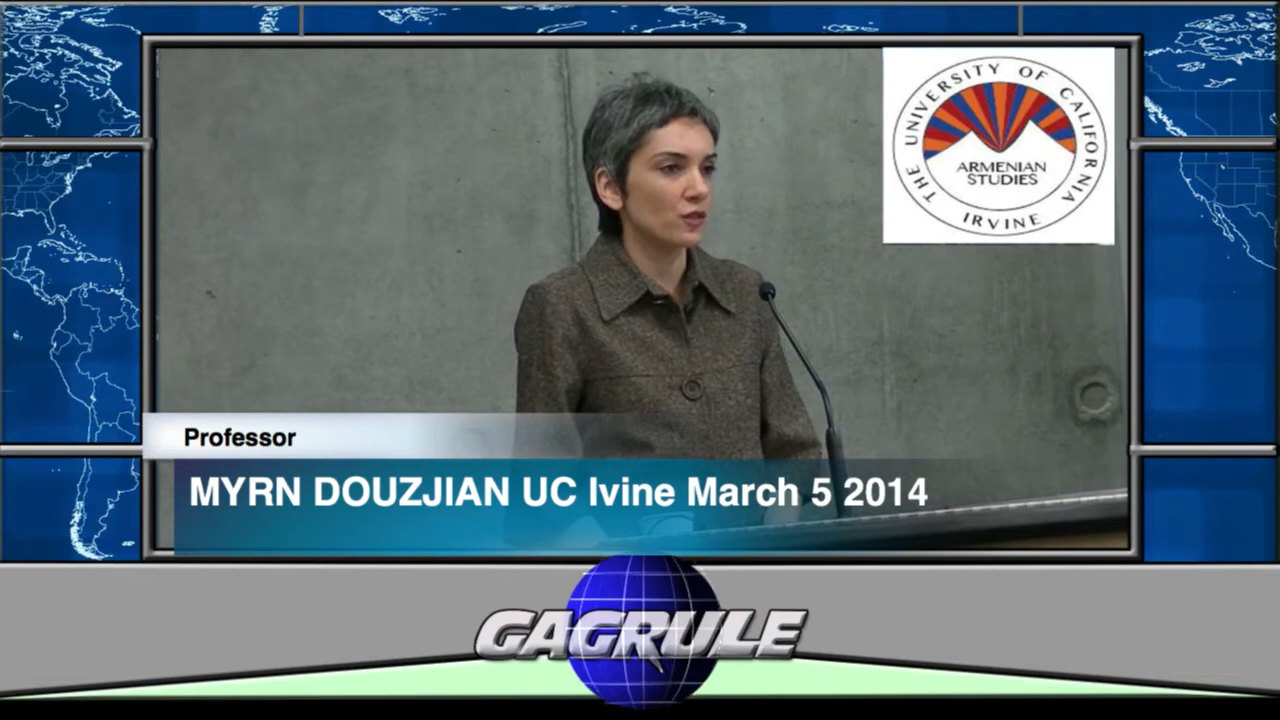 THE UNIVERSITY OF CALIFORNIA
ARMENIAN
STUDIES
IRVINE
Professor
MYRN DOUZJIAN UC Ivine March 5 2014
GAGRULE